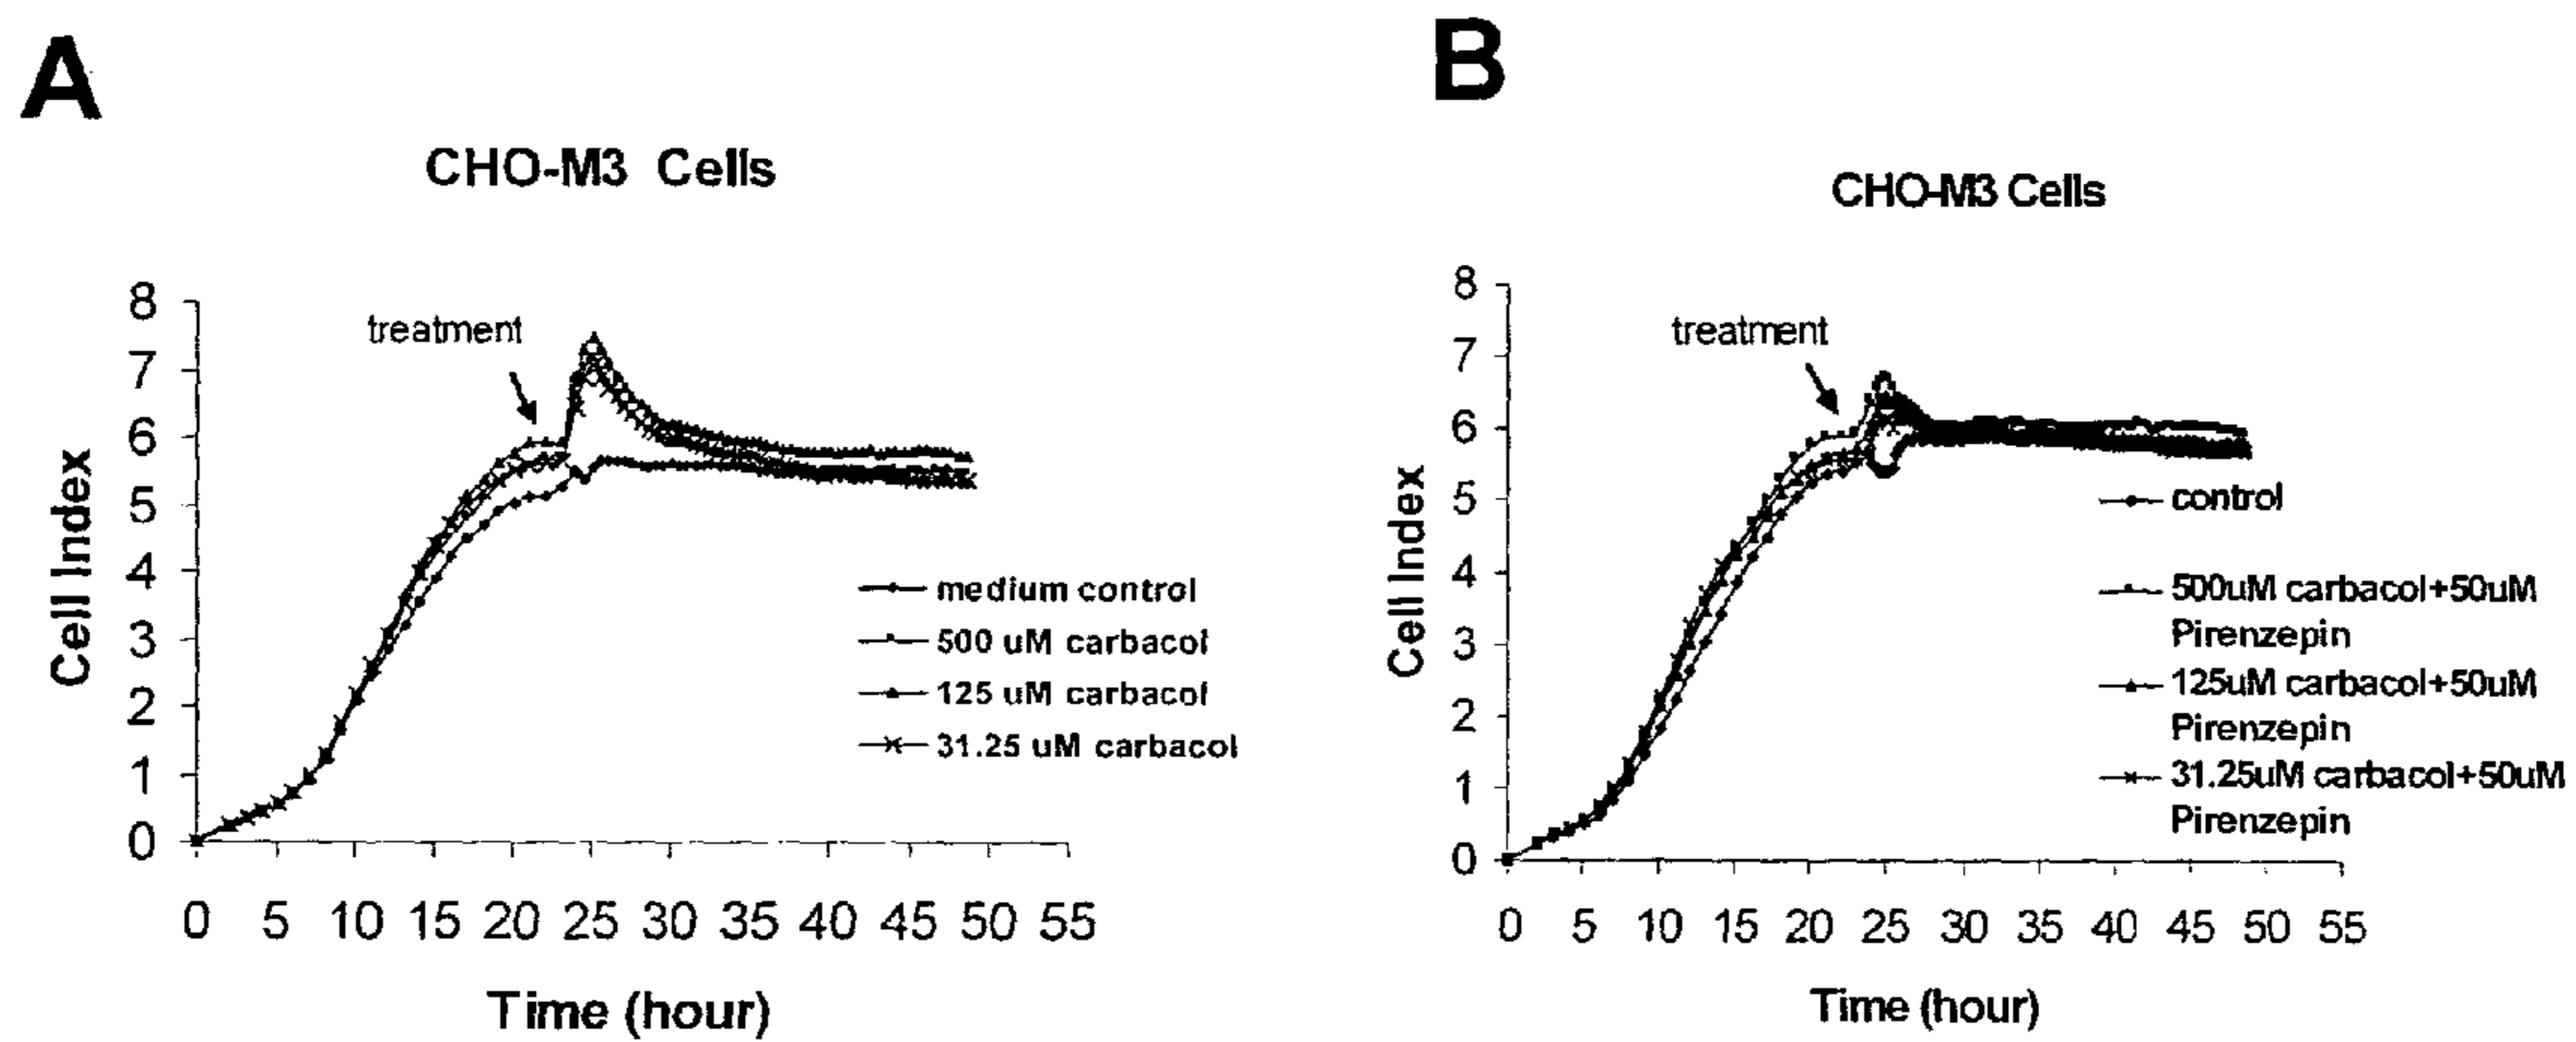 A
CHO-M3 Cells
treatment
8
7
6
5
4
3
2
1
0
Cell Index
medium control
500 uM carbacol
125 uM carbacol
31.25 uM carbacol
0 5 10 15 20 25 30 35 40 45 50 55
Time (hour)
B
CHO-M3 Cells
treatment
8
7
6
5
4
3
2
1
0
Cell Index
control
500uM carbacol+50uM
Pirenzepin
125uM carbacol+50uM
Pirenzepin
31.25uM carbacol+50uM
Pirenzepin
0 5 10 15 20 25 30 35 40 45 50 55
Time (hour)